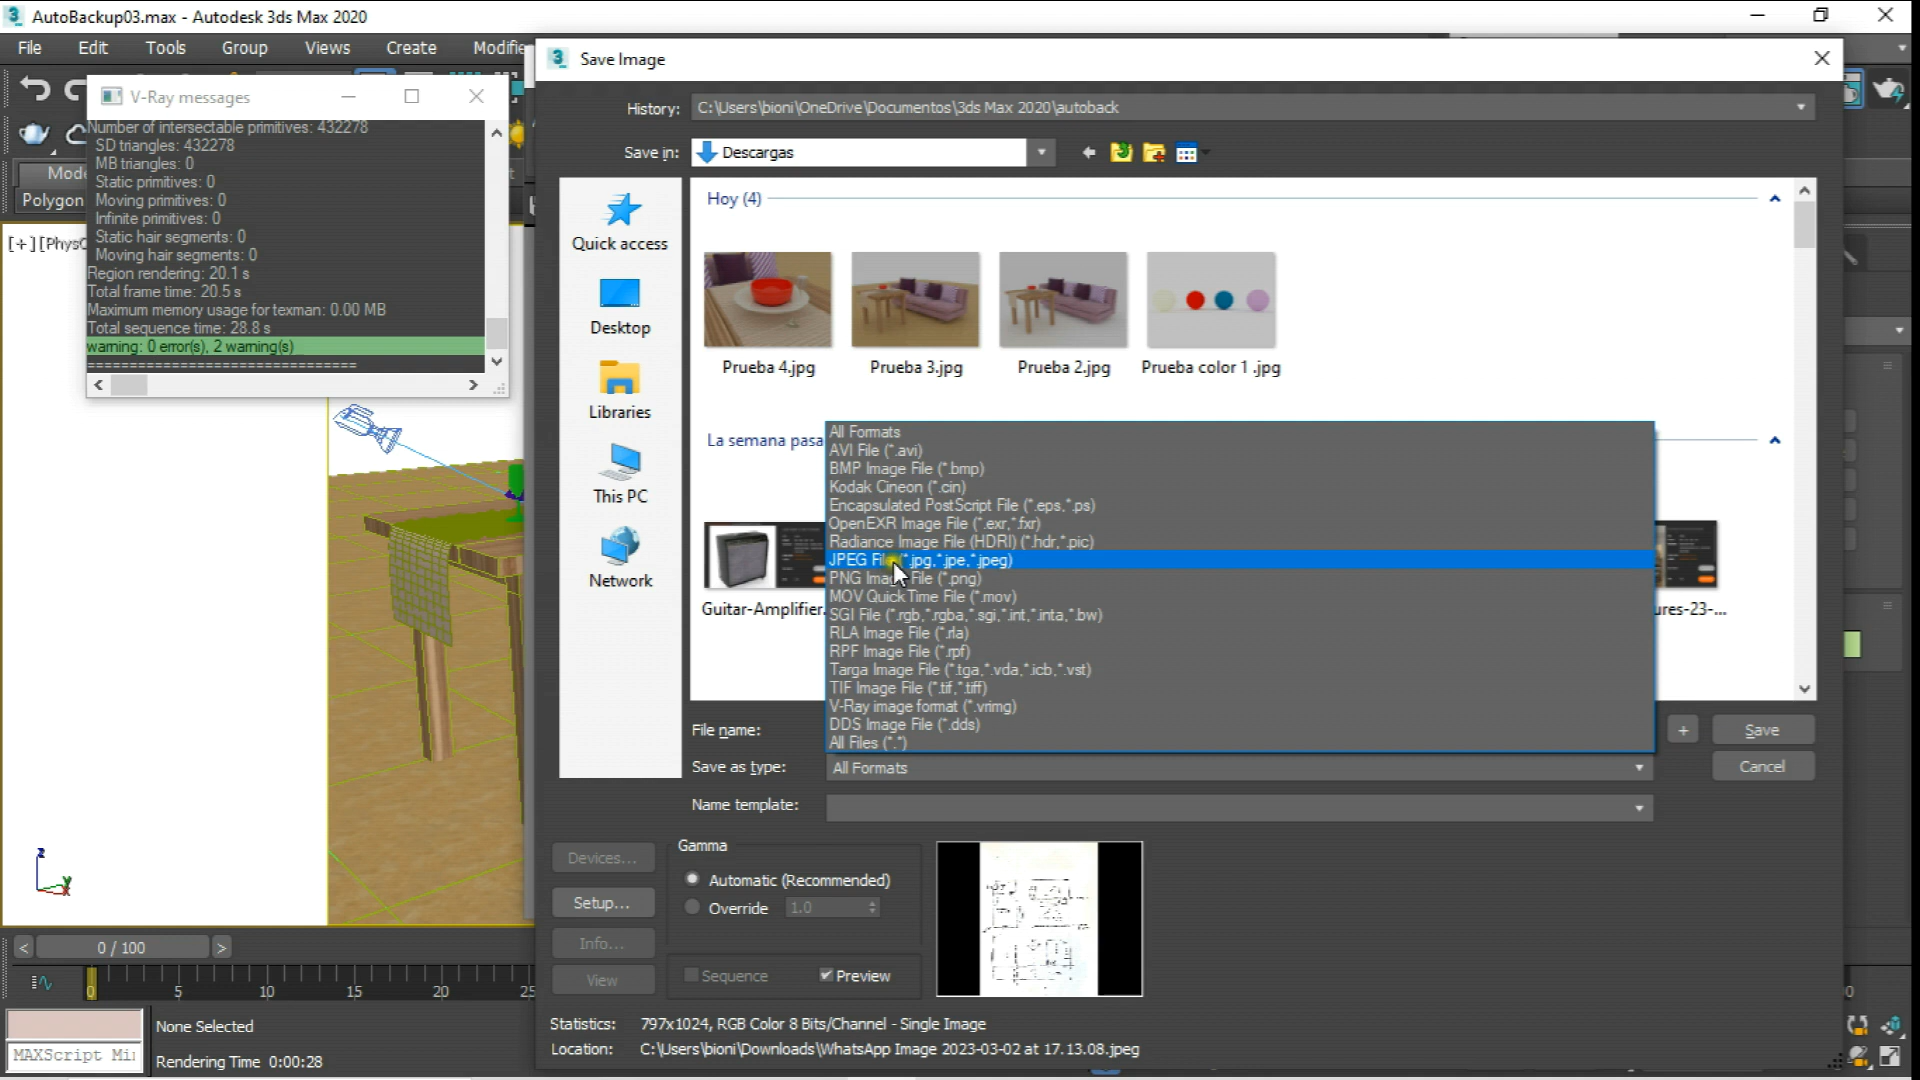 AutoBackup03.max - Autodesk 3ds Max 2020
File Edit Tools Group Views Create Modifie
Save Image
V-Ray messages
History: C:\Users\bioni\OneDrive\Documentos\3ds Max 2020\autoback
Number of intersectable primitives: 432278
SD triangles: 432278
MB triangles: 0
Static primitives: 0
Moving primitives: 0
Infinite primitives: 0
Static hair segments: 0
Moving hair segments: 0
Region rendering: 20.1 s
Total frame time: 20.5 s
Maximum memory usage for texman: 0.00 MB
Total sequence time: 28.8 s
warning: 0 error(s), 2 warning(s)
==============================
Save in: Descargas
Mode
Polygon
[+][PhysC
Quick access
Desktop
Libraries
This PC
Network
Hoy (4)
Prueba 4.jpg Prueba 3.jpg Prueba 2.jpg Prueba color 1 .jpg
La semana pasa
Guitar-Amplifier. ures-23-...
All Formats
AVI File (*.avi)
BMP Image File (*.bmp)
Kodak Cineon (*.cin)
Encapsulated PostScript File (*.eps,*.ps)
OpenEXR Image File (*.exr,*.fxr)
Radiance Image File (HDRI) (*.hdr,*.pic)
JPEG File (*.jpg,*.jpe,*.jpeg)
PNG Image File (*.png)
MOV QuickTime File (*.mov)
SGI File (*.rgb,*.rgba,*.sgi,*.int,*.inta,*.bw)
RLA Image File (*.rla)
RPF Image File (*.rpf)
Targa Image File (*.tga,*.vda,*.icb,*.vst)
TIF Image File (*.tif,*.tiff)
V-Ray image format (*.vrimg)
DDS Image File (*.dds)
All Files (*.*)
File name: + Save
Save as type: All Formats Cancel
Name template:
Devices...
Setup...
Info...
View
Gamma
Automatic (Recommended)
Override 1.0
Sequence Preview
Statistics: 797x1024, RGB Color 8 Bits/Channel - Single Image
Location: C:\Users\bioni\Downloads\WhatsApp Image 2023-03-02 at 17.13.08.jpeg
< 0 / 100 >
0 5 10 15 20 25
None Selected
MAXScript Mi
Rendering Time 0:00:28